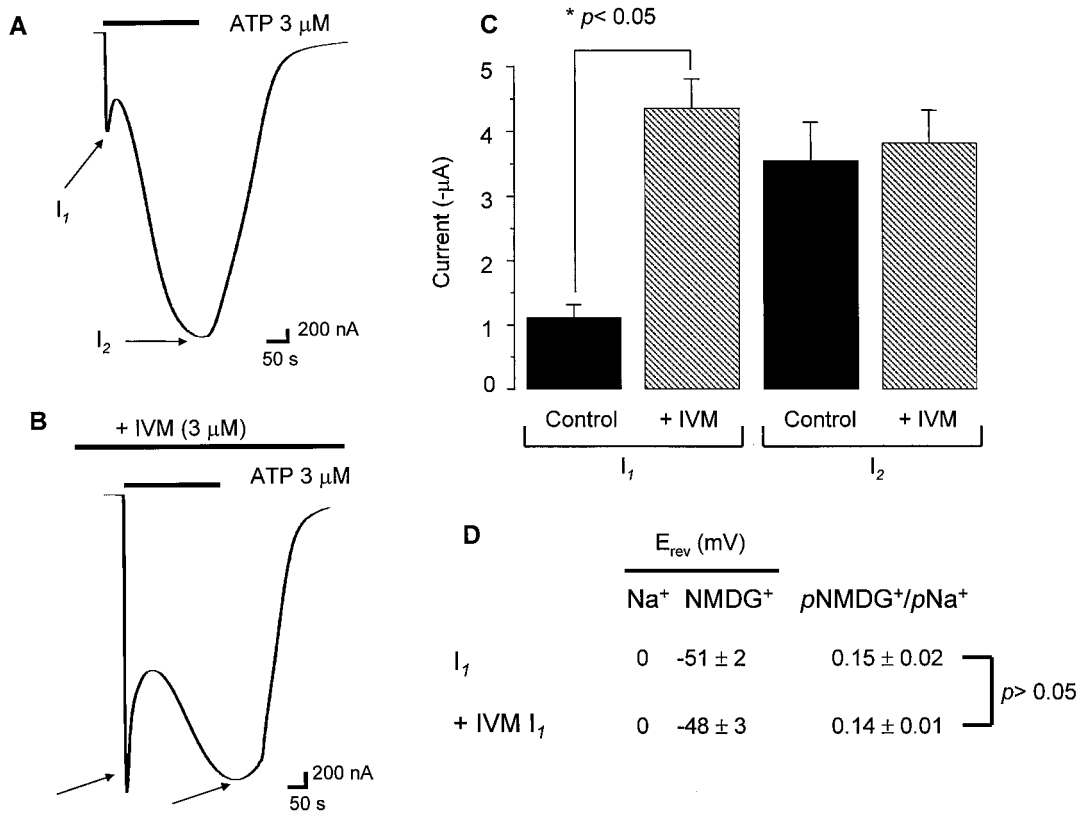 A
ATP 3 μM
I1
I2
200 nA
50 s
B
+ IVM (3 μM)
ATP 3 μM
200 nA
50 s
C
* p< 0.05
Current (-μA)
5
4
3
2
1
0
Control
+ IVM
Control
+ IVM
I1
I2
D
Erev (mV)
Na+ NMDG+ pNMDG+/pNa+
I1 0 -51 ± 2 0.15 ± 0.02
+ IVM I1 0 -48 ± 3 0.14 ± 0.01
p> 0.05